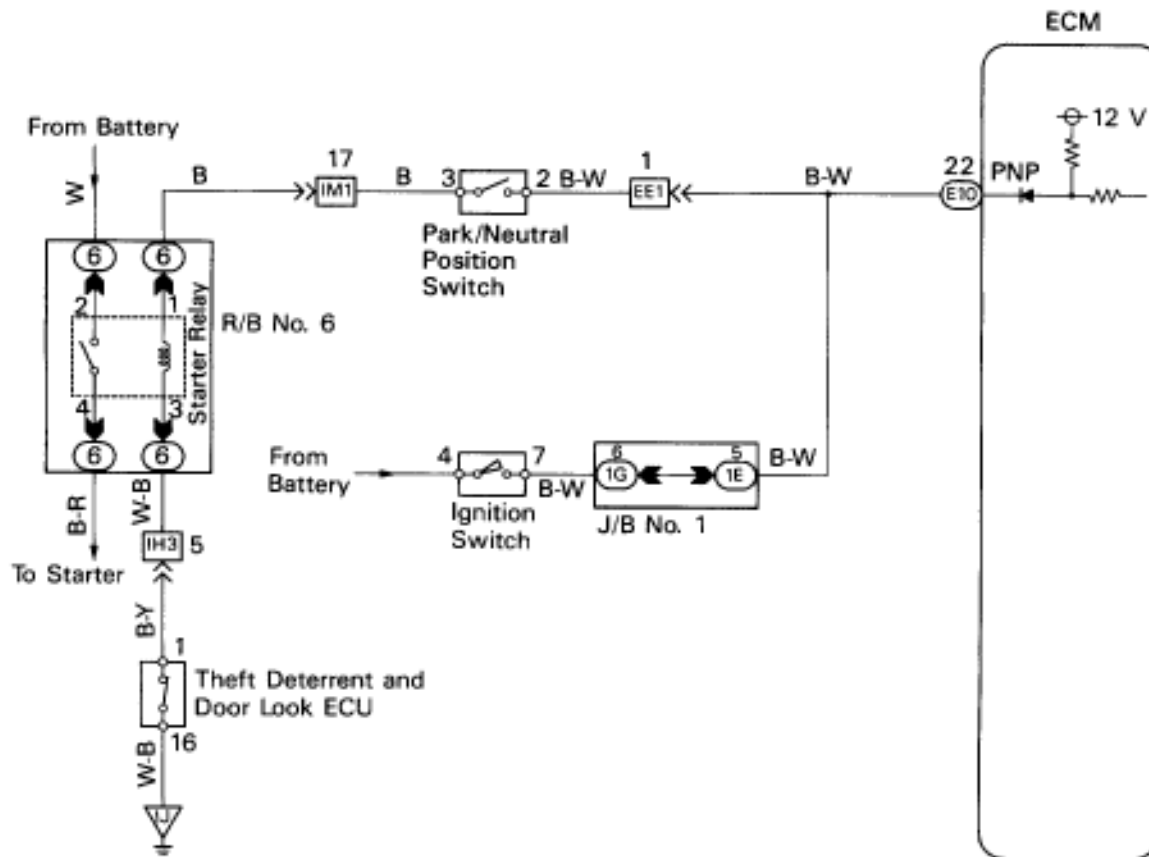 ECM
12 V
From Battery
W
B
17
IM1
B
3
2
B-W
1
EE1
B-W
22
E10
PNP
Park/Neutral
Position
Switch
6
6
2
1
Starter Relay
R/B No. 6
4
3
6
6
From
Battery
4
7
B-W
6
1G
5
1E
B-W
Ignition
Switch
J/B No. 1
B-R
W-B
IH3
5
To Starter
B-Y
1
Theft Deterrent and
Door Look ECU
16
W-B
IJ